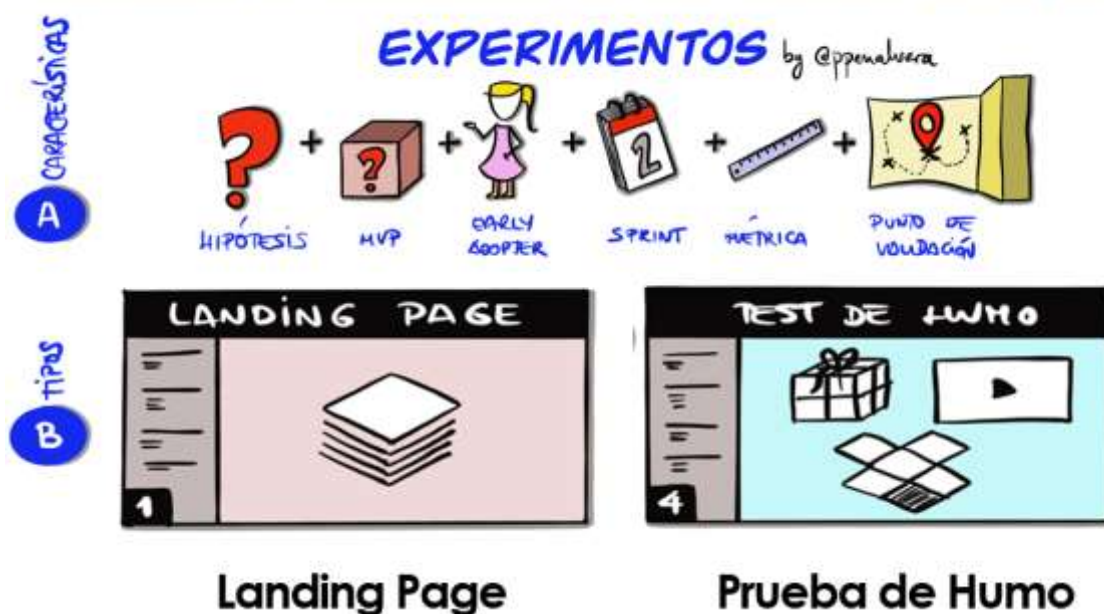 EXPERIMENTOS by @ppenalvera
A CARACTERÍSTICAS
? + ? + + 2 + +
HIPÓTESIS MVP EARLY ADOPTER SPRINT MÉTRICA PUNTO DE VALIDACIÓN
B TIPOS
LANDING PAGE
1
TEST DE HUMO
4
Landing Page
Prueba de Humo